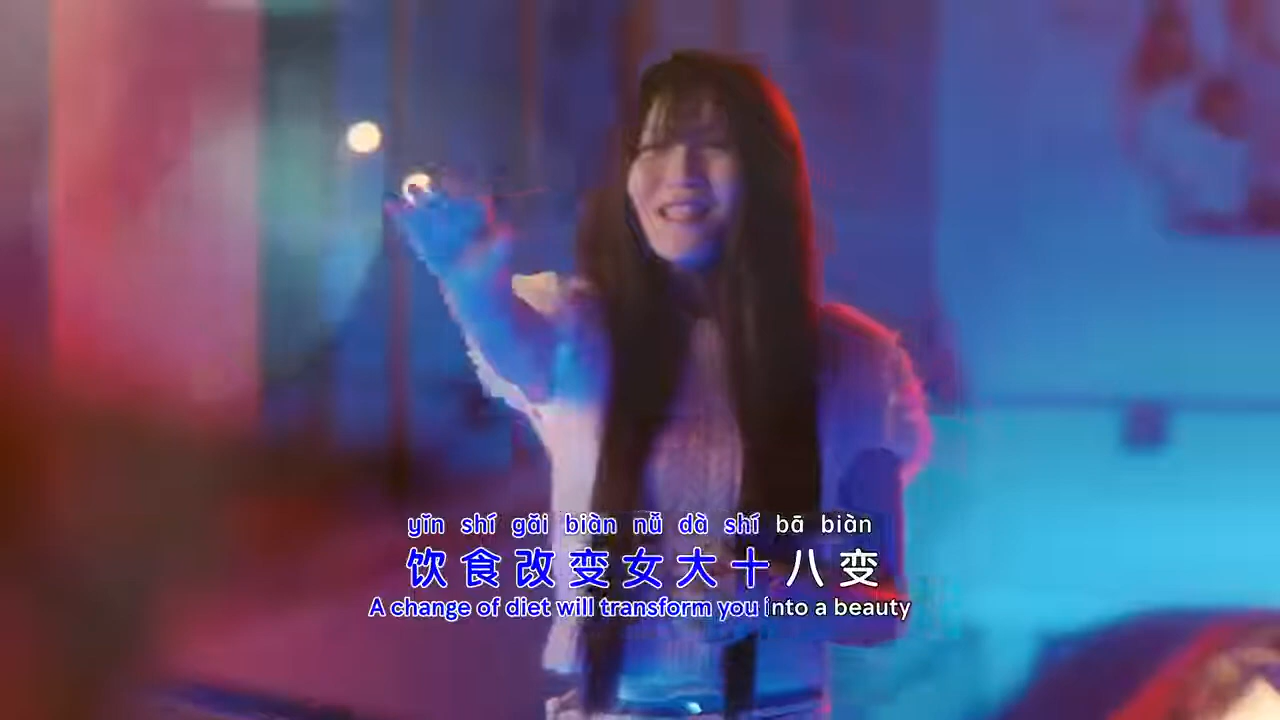 yǐn shí gǎi biàn nǚ dà shí bā biàn
饮食改变女大十八变
A change of diet will transform you into a beauty